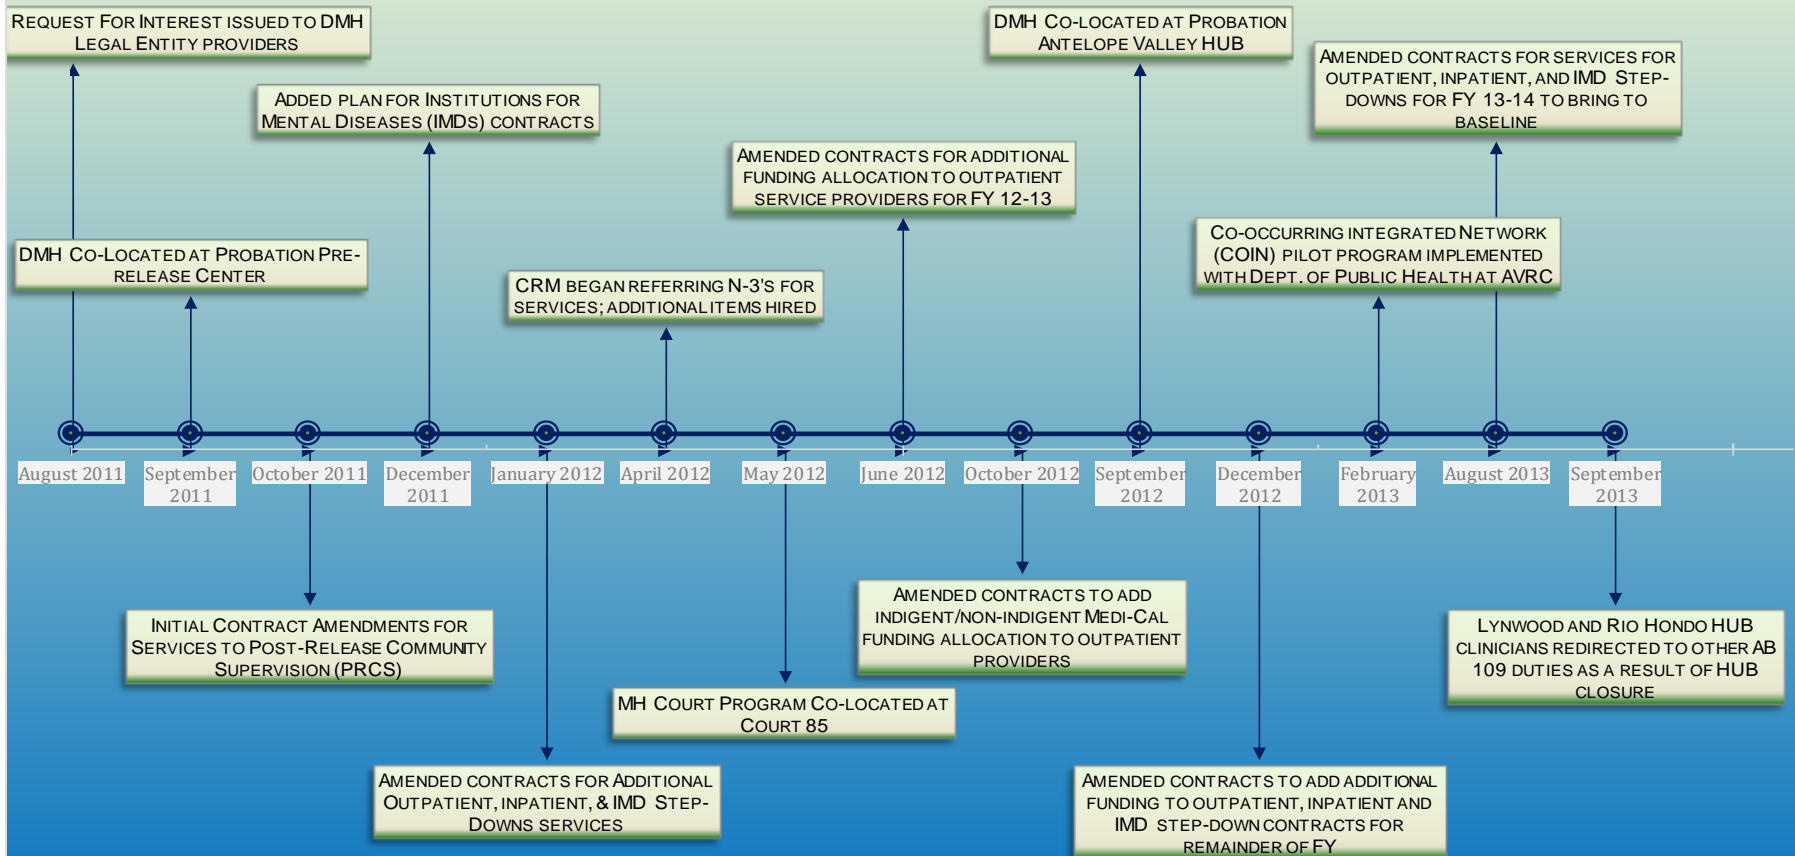 REQUEST FOR INTEREST ISSUED TO DMH
LEGAL ENTITY PROVIDERS
DMH CO-LOCATED AT PROBATION
ANTELOPE VALLEY HUB
AMENDED CONTRACTS FOR SERVICES FOR
OUTPATIENT, INPATIENT, AND IMD STEP-
DOWNS FOR FY 13-14 TO BRING TO
BASELINE
ADDED PLAN FOR INSTITUTIONS FOR
MENTAL DISEASES (IMDS) CONTRACTS
AMENDED CONTRACTS FOR ADDITIONAL
FUNDING ALLOCATION TO OUTPATIENT
SERVICE PROVIDERS FOR FY 12-13
DMH CO-LOCATED AT PROBATION PRE-
RELEASE CENTER
CO-OCCURRING INTEGRATED NETWORK
(COIN) PILOT PROGRAM IMPLEMENTED
WITH DEPT. OF PUBLIC HEALTH AT AVRC
CRM BEGAN REFERRING N-3'S FOR
SERVICES; ADDITIONAL ITEMS HIRED
August 2011
September
2011
October 2011
December
2011
January 2012
April 2012
May 2012
June 2012
October 2012
September
2012
December
2012
February
2013
August 2013
September
2013
INITIAL CONTRACT AMENDMENTS FOR
SERVICES TO POST-RELEASE COMMUNITY
SUPERVISION (PRCS)
AMENDED CONTRACTS TO ADD
INDIGENT/NON-INDIGENT MEDI-CAL
FUNDING ALLOCATION TO OUTPATIENT
PROVIDERS
LYNWOOD AND RIO HONDO HUB
CLINICIANS REDIRECTED TO OTHER AB
109 DUTIES AS A RESULT OF HUB
CLOSURE
MH COURT PROGRAM CO-LOCATED AT
COURT 85
AMENDED CONTRACTS FOR ADDITIONAL
OUTPATIENT, INPATIENT, & IMD STEP-
DOWNS SERVICES
AMENDED CONTRACTS TO ADD ADDITIONAL
FUNDING TO OUTPATIENT, INPATIENT AND
IMD STEP-DOWN CONTRACTS FOR
REMAINDER OF FY